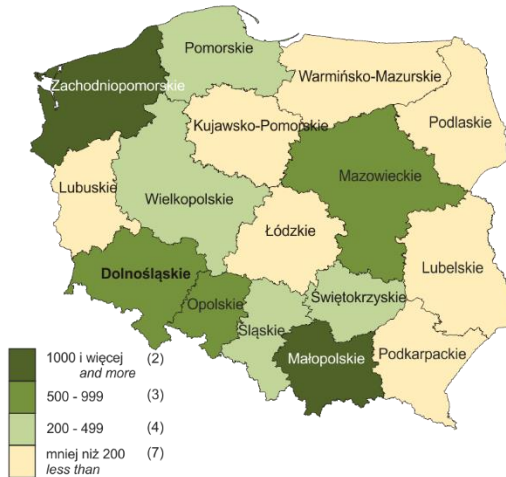 Pomorskie
Warmińsko-Mazurskie
Zachodniopomorskie
Podlaskie
Kujawsko-Pomorskie
Mazowieckie
Lubuskie
Wielkopolskie
Łódzkie
Lubelskie
Dolnośląskie
Opolskie
Świętokrzyskie
Śląskie
Małopolskie
Podkarpackie
1000 i więcej (2)
and more
500 - 999 (3)
200 - 499 (4)
mniej niż 200 (7)
less than